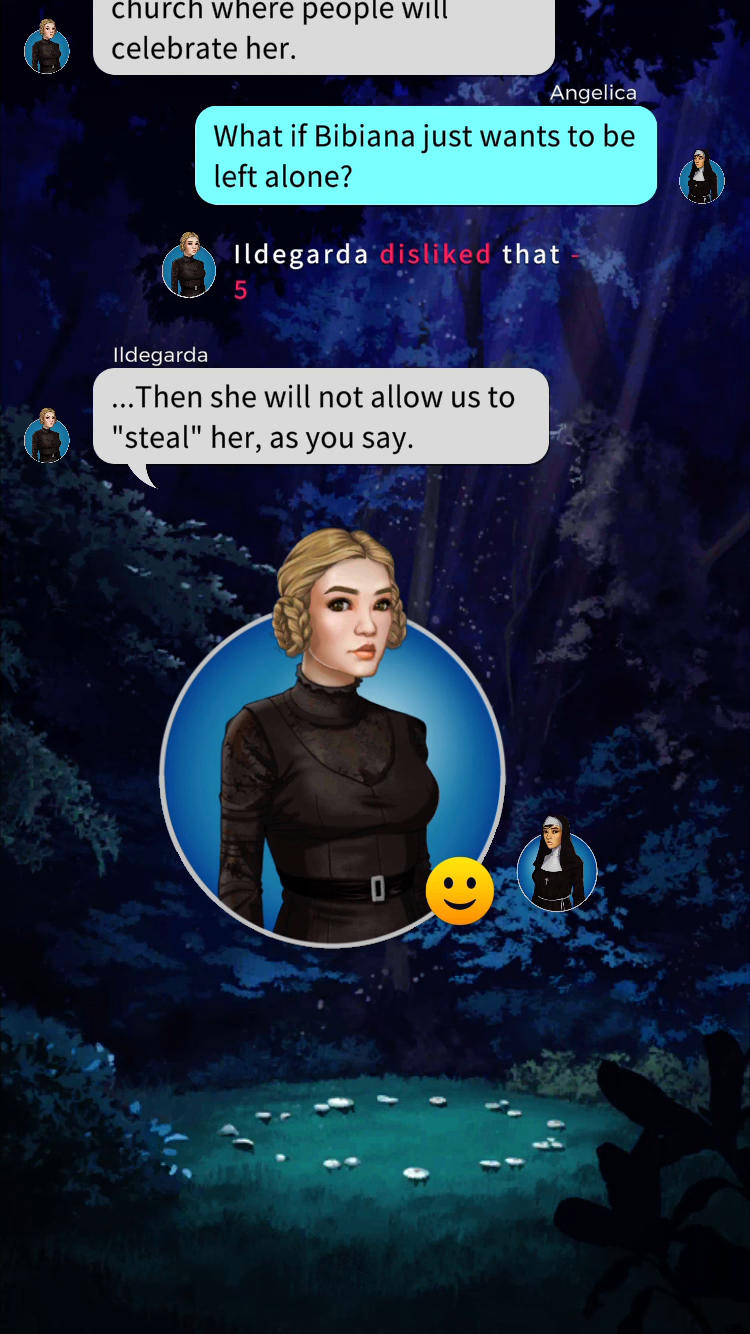 church where people will
celebrate her.
Angelica
What if Bibiana just wants to be
left alone?
Ildegarda disliked that -
5
Ildegarda
...Then she will not allow us to
"steal" her, as you say.